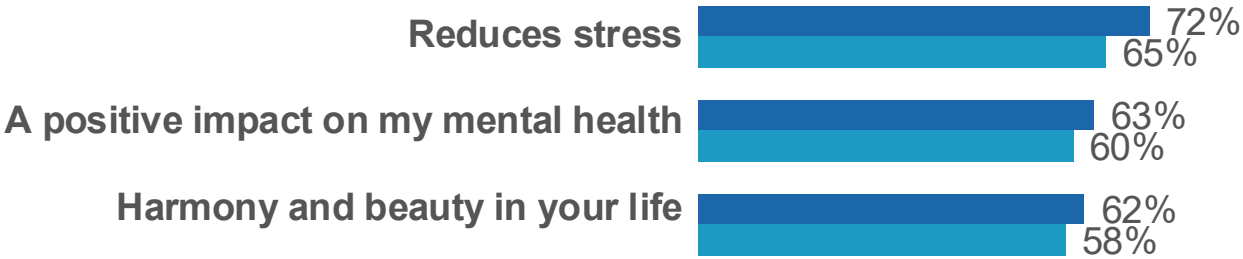 Reduces stress
72%
65%
A positive impact on my mental health
63%
60%
Harmony and beauty in your life
62%
58%